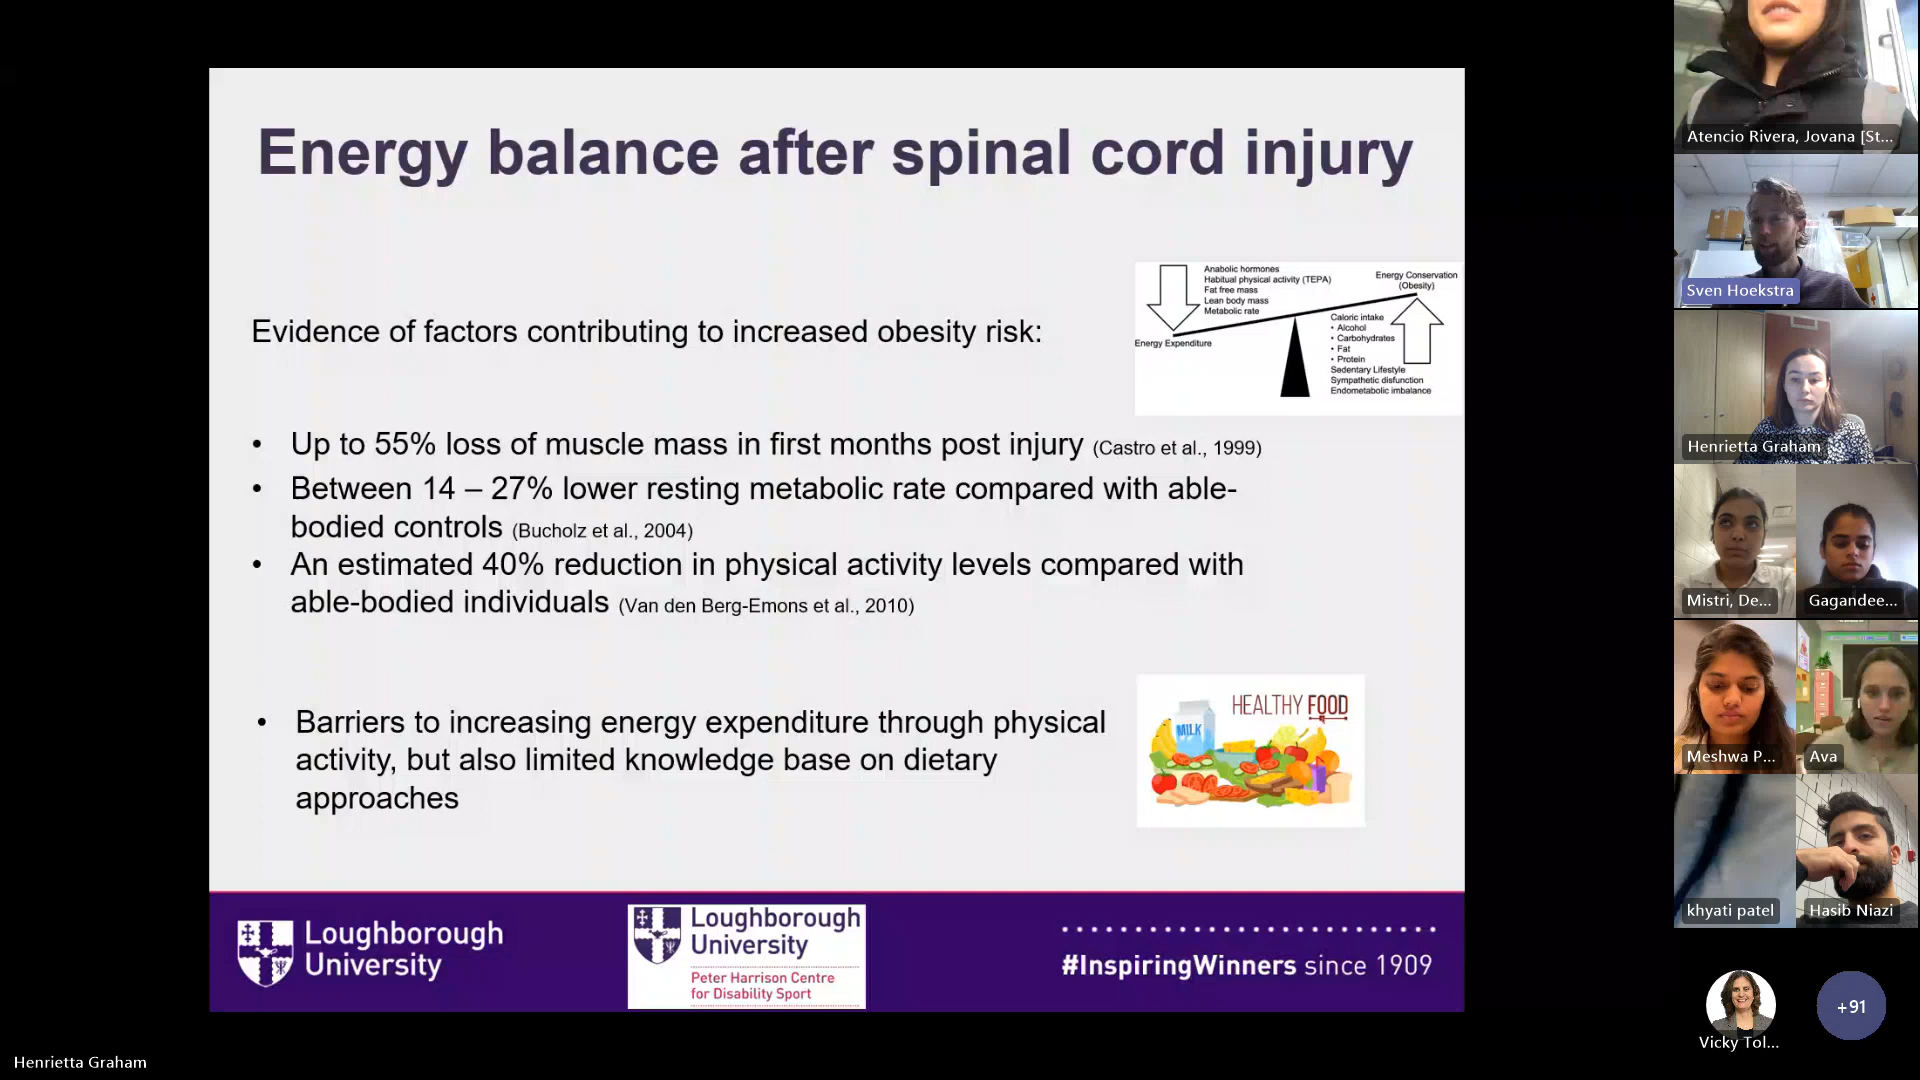 Energy balance after spinal cord injury
Anabolic hormones
Habitual physical activity (TEPA)
Fat free mass
Lean body mass
Metabolic rate
Energy Conservation
(Obesity)
Energy Expenditure
Caloric intake
• Alcohol
• Carbohydrates
• Fat
• Protein
Sedentary Lifestyle
Sympathetic disfunction
Endometabolic imbalance
Evidence of factors contributing to increased obesity risk:
• Up to 55% loss of muscle mass in first months post injury (Castro et al., 1999)
• Between 14 – 27% lower resting metabolic rate compared with able-
bodied controls (Bucholz et al., 2004)
• An estimated 40% reduction in physical activity levels compared with
able-bodied individuals (Van den Berg-Emons et al., 2010)
• Barriers to increasing energy expenditure through physical
activity, but also limited knowledge base on dietary
approaches
HEALTHY FOOD
MILK
Loughborough
University
Loughborough
University
Peter Harrison Centre
for Disability Sport
#InspiringWinners since 1909
Atencio Rivera, Jovana [St...
Sven Hoekstra
Henrietta Graham
Mistri, De...
Gagandee...
Meshwa P...
Ava
khyati patel
Hasib Niazi
+91
Vicky Tol...
Henrietta Graham